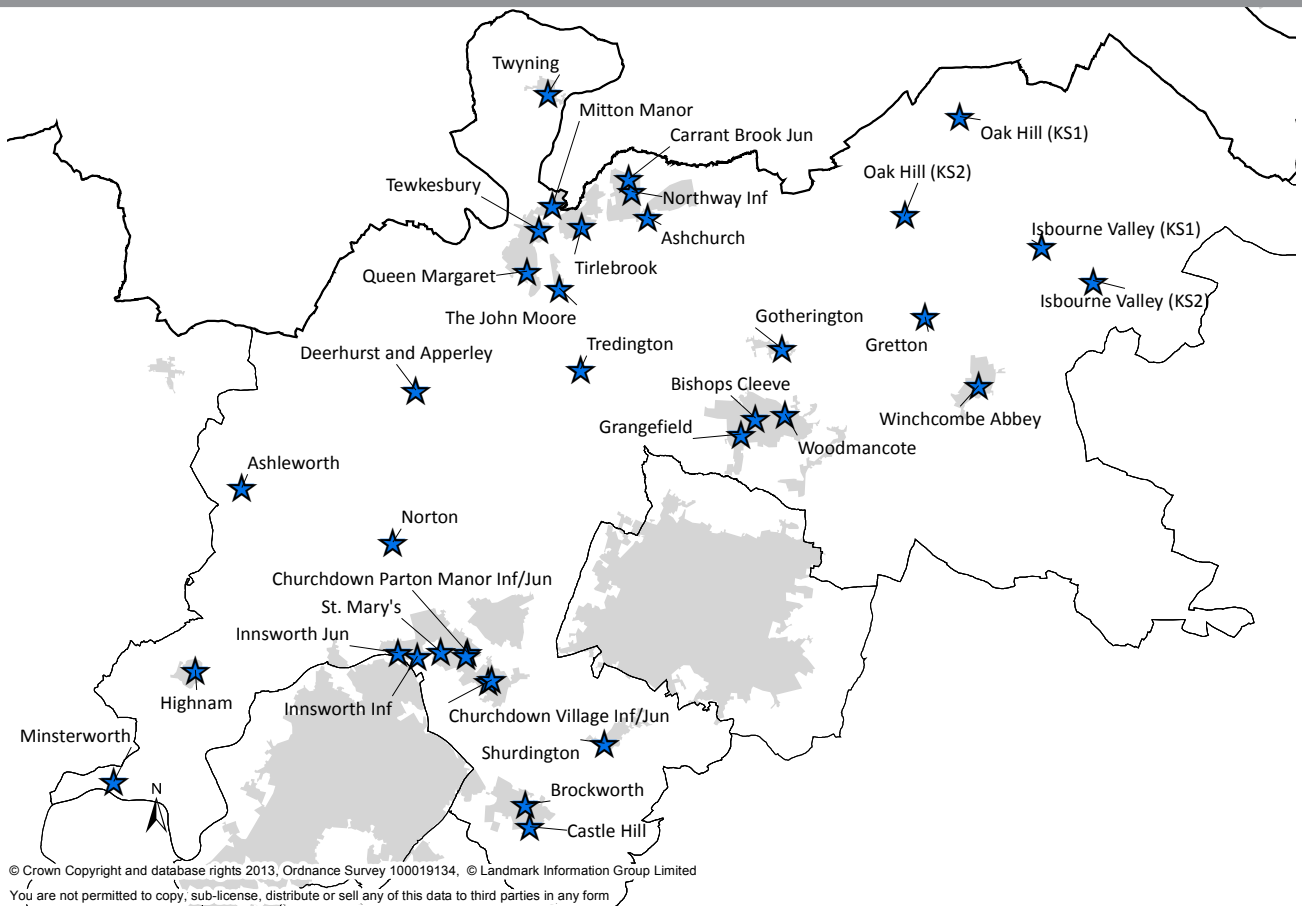 Twyning
Mitton Manor
Carrant Brook Jun
Oak Hill (KS1)
Oak Hill (KS2)
Tewkesbury
Northway Inf
Ashchurch
Isbourne Valley (KS1)
Queen Margaret
Tirlebrook
Isbourne Valley (KS2)
The John Moore
Gotherington
Gretton
Deerhurst and Apperley
Tredington
Bishops Cleeve
Winchcombe Abbey
Grangefield
Woodmancote
Ashleworth
Norton
Churchdown Parton Manor Inf/Jun
St. Mary's
Innsworth Jun
Highnam
Innsworth Inf
Churchdown Village Inf/Jun
Minsterworth
Shurdington
N
Brockworth
Castle Hill
© Crown Copyright and database rights 2013, Ordnance Survey 100019134, © Landmark Information Group Limited
You are not permitted to copy, sub-license, distribute or sell any of this data to third parties in any form